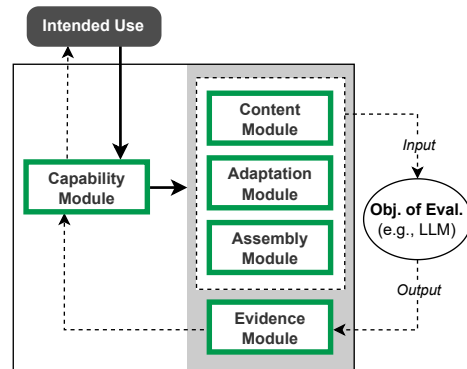 Intended Use
Content
Module
Input
Capability
Module
Adaptation
Module
Obj. of Eval.
(e.g., LLM)
Assembly
Module
Output
Evidence
Module